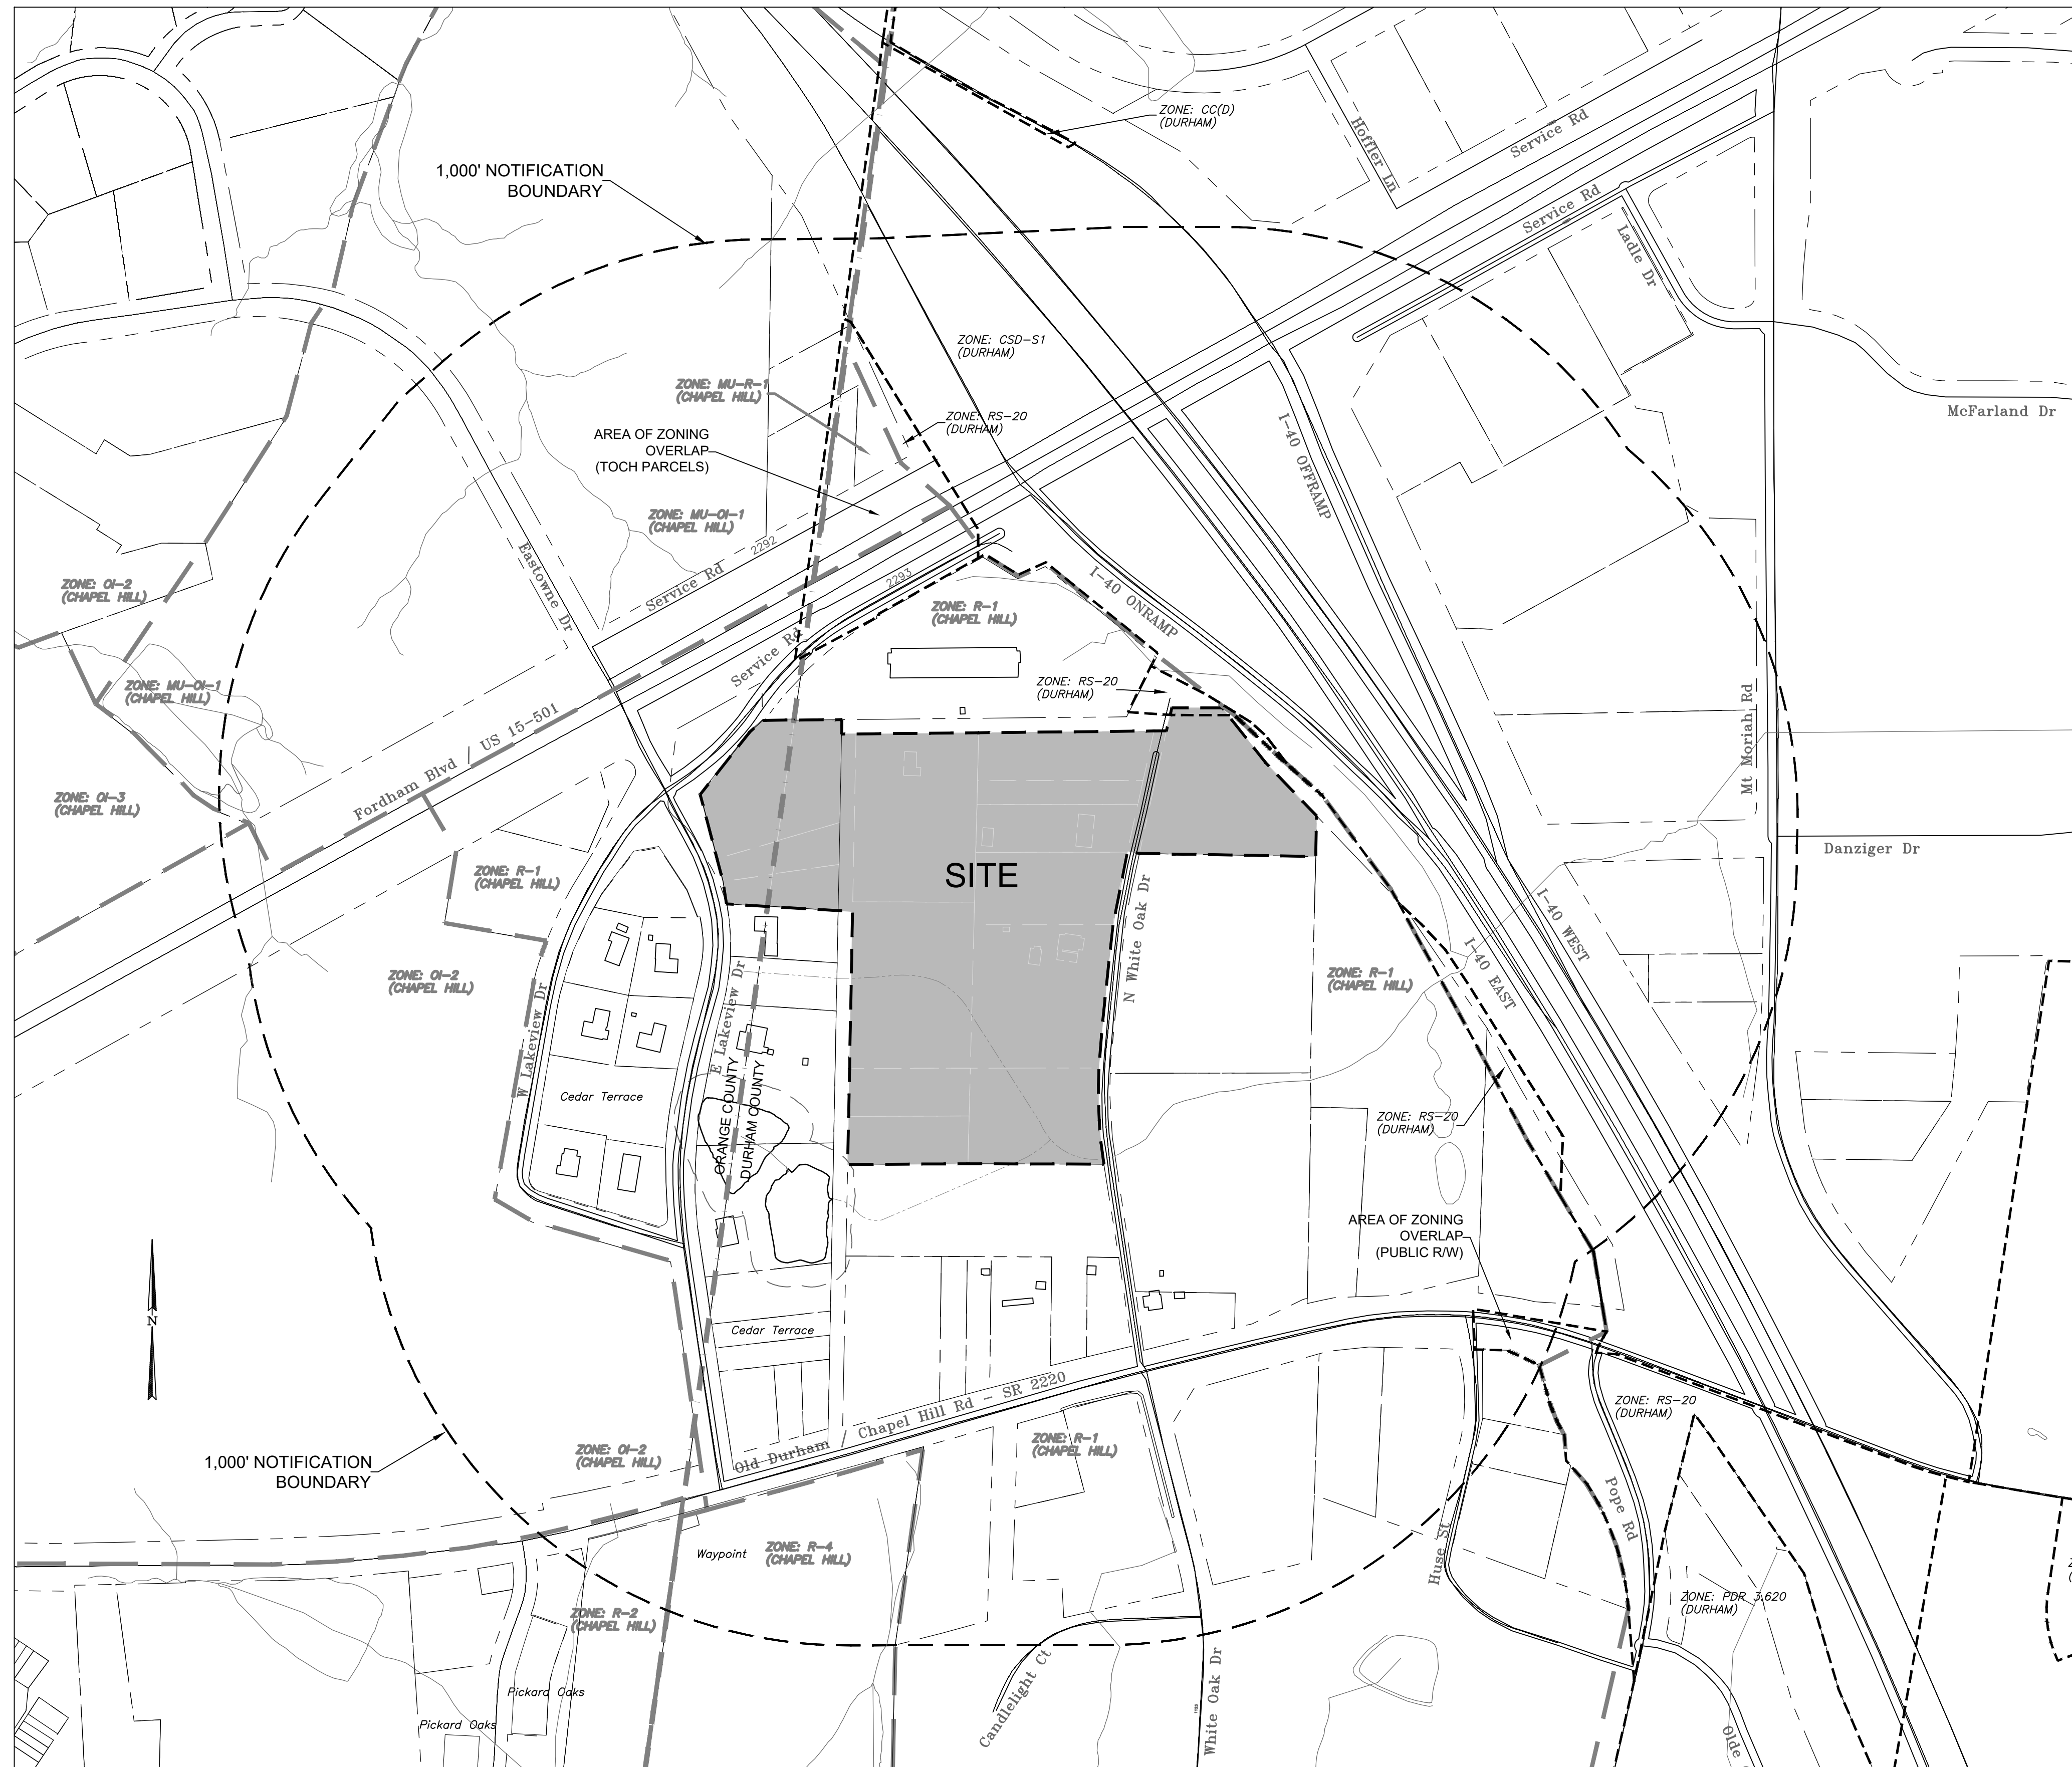 ZONE: CC(D)
(DURHAM)
Hoffler Ln
Service Rd
1,000' NOTIFICATION
BOUNDARY
Service Rd
Ladle Dr
ZONE: CSD-S1
(DURHAM)
ZONE: MU-R-1
(CHAPEL HILL)
McFarland Dr
ZONE: RS-20
(DURHAM)
I-40 OFFRAMP
AREA OF ZONING
OVERLAP
(TOCH PARCELS)
ZONE: MU-OI-1
(CHAPEL HILL)
2292
Eastowne Dr
Service Rd
2293
ZONE: OI-2
(CHAPEL HILL)
ZONE: R-1
(CHAPEL HILL)
I-40 ONRAMP
Service Rd
ZONE: RS-20
(DURHAM)
ZONE: MU-OI-1
(CHAPEL HILL)
Fordham Blvd / US 15-501
Mt Moriah Rd
ZONE: OI-3
(CHAPEL HILL)
Danziger Dr
ZONE: R-1
(CHAPEL HILL)
SITE
N White Oak Dr
I-40 WEST
I-40 EAST
ZONE: OI-2
(CHAPEL HILL)
ZONE: R-1
(CHAPEL HILL)
W Lakeview Dr
E Lakeview Dr
Cedar Terrace
ORANGE COUNTY
DURHAM COUNTY
ZONE: RS-20
(DURHAM)
AREA OF ZONING
OVERLAP
(PUBLIC R/W)
N
Cedar Terrace
Old Durham Chapel Hill Rd - SR 2220
ZONE: RS-20
(DURHAM)
ZONE: R-1
(CHAPEL HILL)
ZONE: OI-2
(CHAPEL HILL)
1,000' NOTIFICATION
BOUNDARY
Pope Rd
Huse St
Waypoint
ZONE: R-4
(CHAPEL HILL)
ZONE: PDR 3.620
(DURHAM)
ZONE: R-2
(CHAPEL HILL)
Candlelight Ct
White Oak Dr
Pickard Oaks
Pickard Oaks
Olde